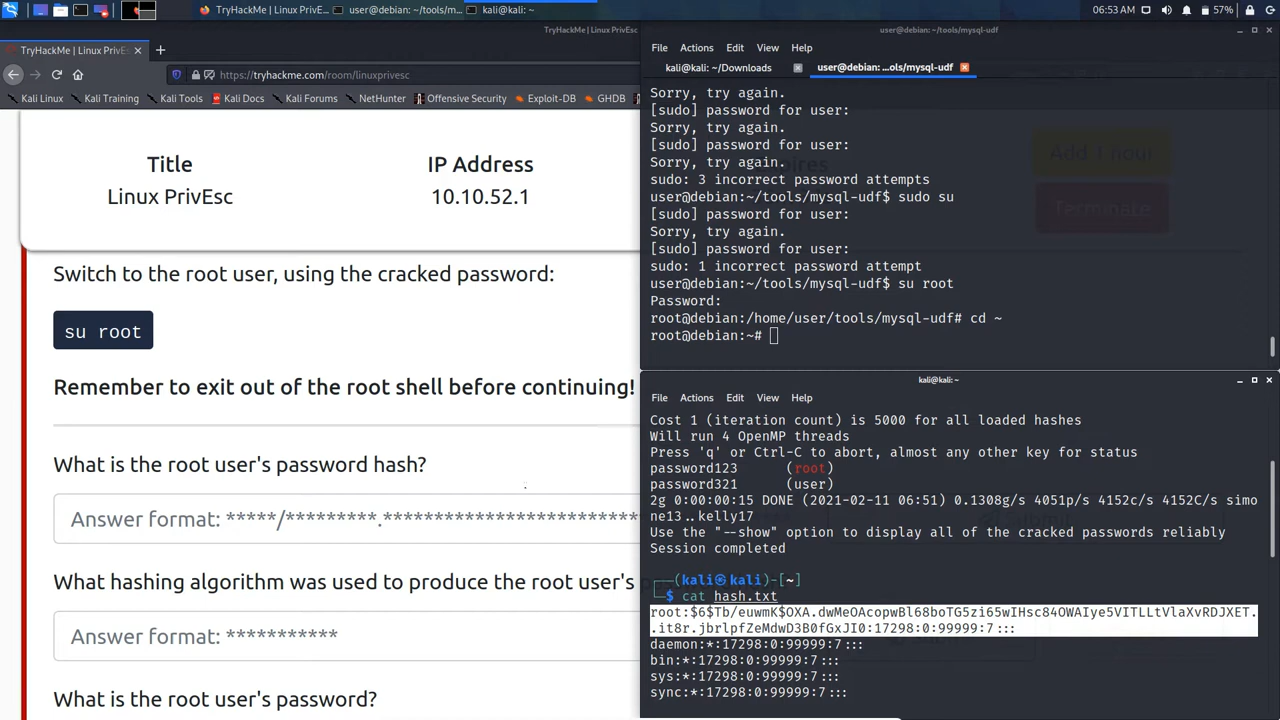 TryHackMe | Linux PrivE...
user@debian: ~/tools/m...
kali@kali: ~
06:53 AM
57%
TryHackMe | Linux PrivEsc
TryHackMe | Linux PrivEsc
https://tryhackme.com/room/linuxprivesc
Kali Linux
Kali Training
Kali Tools
Kali Docs
Kali Forums
NetHunter
Offensive Security
Exploit-DB
GHDB
Title
IP Address
Linux PrivEsc
10.10.52.1
Expires
Add 1 hour
Terminate
Switch to the root user, using the cracked password:
su root
Remember to exit out of the root shell before continuing!
What is the root user's password hash?
Answer format: *****/*********.**************************
What hashing algorithm was used to produce the root user's
Answer format: ***********
What is the root user's password?
user@debian: ~/tools/mysql-udf
File Actions Edit View Help
kali@kali: ~/Downloads
user@debian: ...ols/mysql-udf
Sorry, try again.
[sudo] password for user:
Sorry, try again.
[sudo] password for user:
Sorry, try again.
sudo: 3 incorrect password attempts
user@debian:~/tools/mysql-udf$ sudo su
[sudo] password for user:
Sorry, try again.
[sudo] password for user:
sudo: 1 incorrect password attempt
user@debian:~/tools/mysql-udf$ su root
Password:
root@debian:/home/user/tools/mysql-udf# cd ~
root@debian:~#
kali@kali: ~
File Actions Edit View Help
Cost 1 (iteration count) is 5000 for all loaded hashes
Will run 4 OpenMP threads
Press 'q' or Ctrl-C to abort, almost any other key for status
password123 (root)
password321 (user)
2g 0:00:00:15 DONE (2021-02-11 06:51) 0.1308g/s 4051p/s 4152c/s 4152C/s simo
ne13..kelly17
Use the "--show" option to display all of the cracked passwords reliably
Session completed
(kali㉿kali)-[~]
$ cat hash.txt
root:$6$Tb/euwmK$OXA.dwMeOAcopwBl68boTG5zi65wIHsc84OWAIye5VITLLtVlaXvRDJXET.
.it8r.jbrlpfZeMdwD3B0fGxJI0:17298:0:99999:7:::
daemon:*:17298:0:99999:7:::
bin:*:17298:0:99999:7:::
sys:*:17298:0:99999:7:::
sync:*:17298:0:99999:7:::